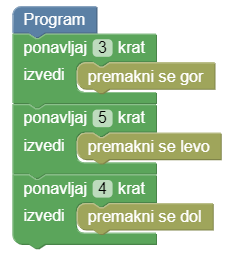 Program
ponavljaj 3 krat
izvedi premakni se gor
ponavljaj 5 krat
izvedi premakni se levo
ponavljaj 4 krat
izvedi premakni se dol